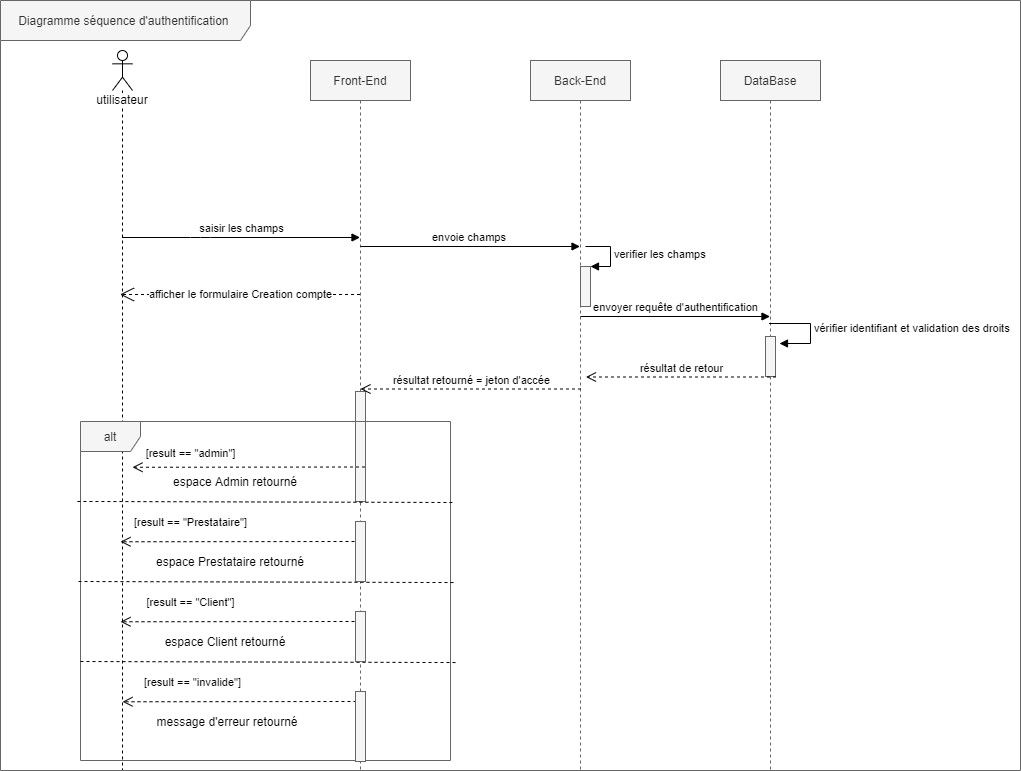 Diagramme séquence d'authentification
utilisateur
Front-End
Back-End
DataBase
saisir les champs
envoie champs
verifier les champs
afficher le formulaire Creation compte
envoyer requête d'authentification
vérifier identifiant et validation des droits
résultat de retour
résultat retourné = jeton d'accée
alt
[result == "admin"]
espace Admin retourné
[result == "Prestataire"]
espace Prestataire retourné
[result == "Client"]
espace Client retourné
[result == "invalide"]
message d'erreur retourné